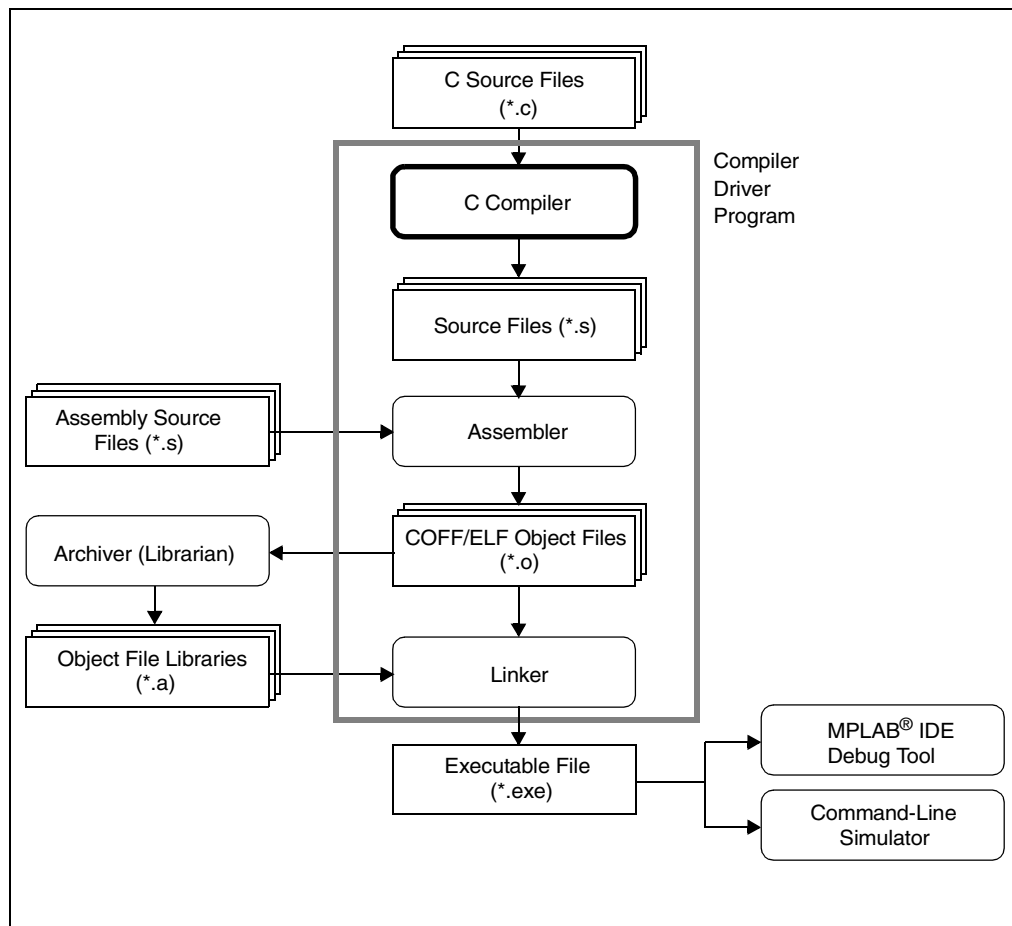 C Source Files
(*.c)
Compiler
Driver
Program
C Compiler
Source Files (*.s)
Assembly Source
Files (*.s)
Assembler
Archiver (Librarian)
COFF/ELF Object Files
(*.o)
Object File Libraries
(*.a)
Linker
Executable File
(*.exe)
MPLAB® IDE
Debug Tool
Command-Line
Simulator